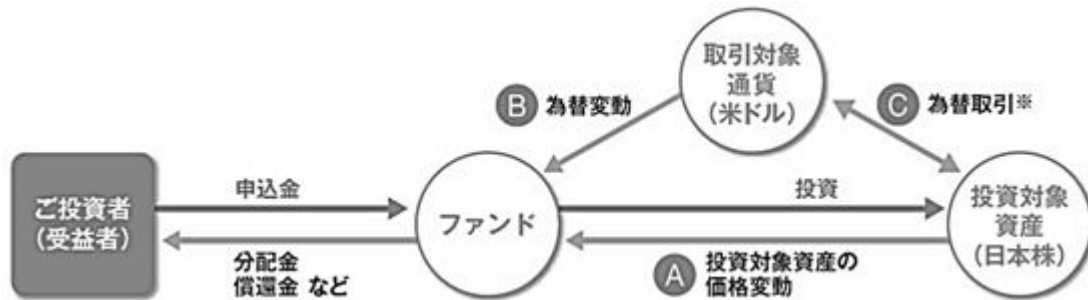 取引対象
通貨
(米ドル)
B 為替変動
C 為替取引※
ご投資者
(受益者)
申込金
ファンド
投資
投資対象
資産
(日本株)
分配金
償還金 など
A 投資対象資産の
価格変動